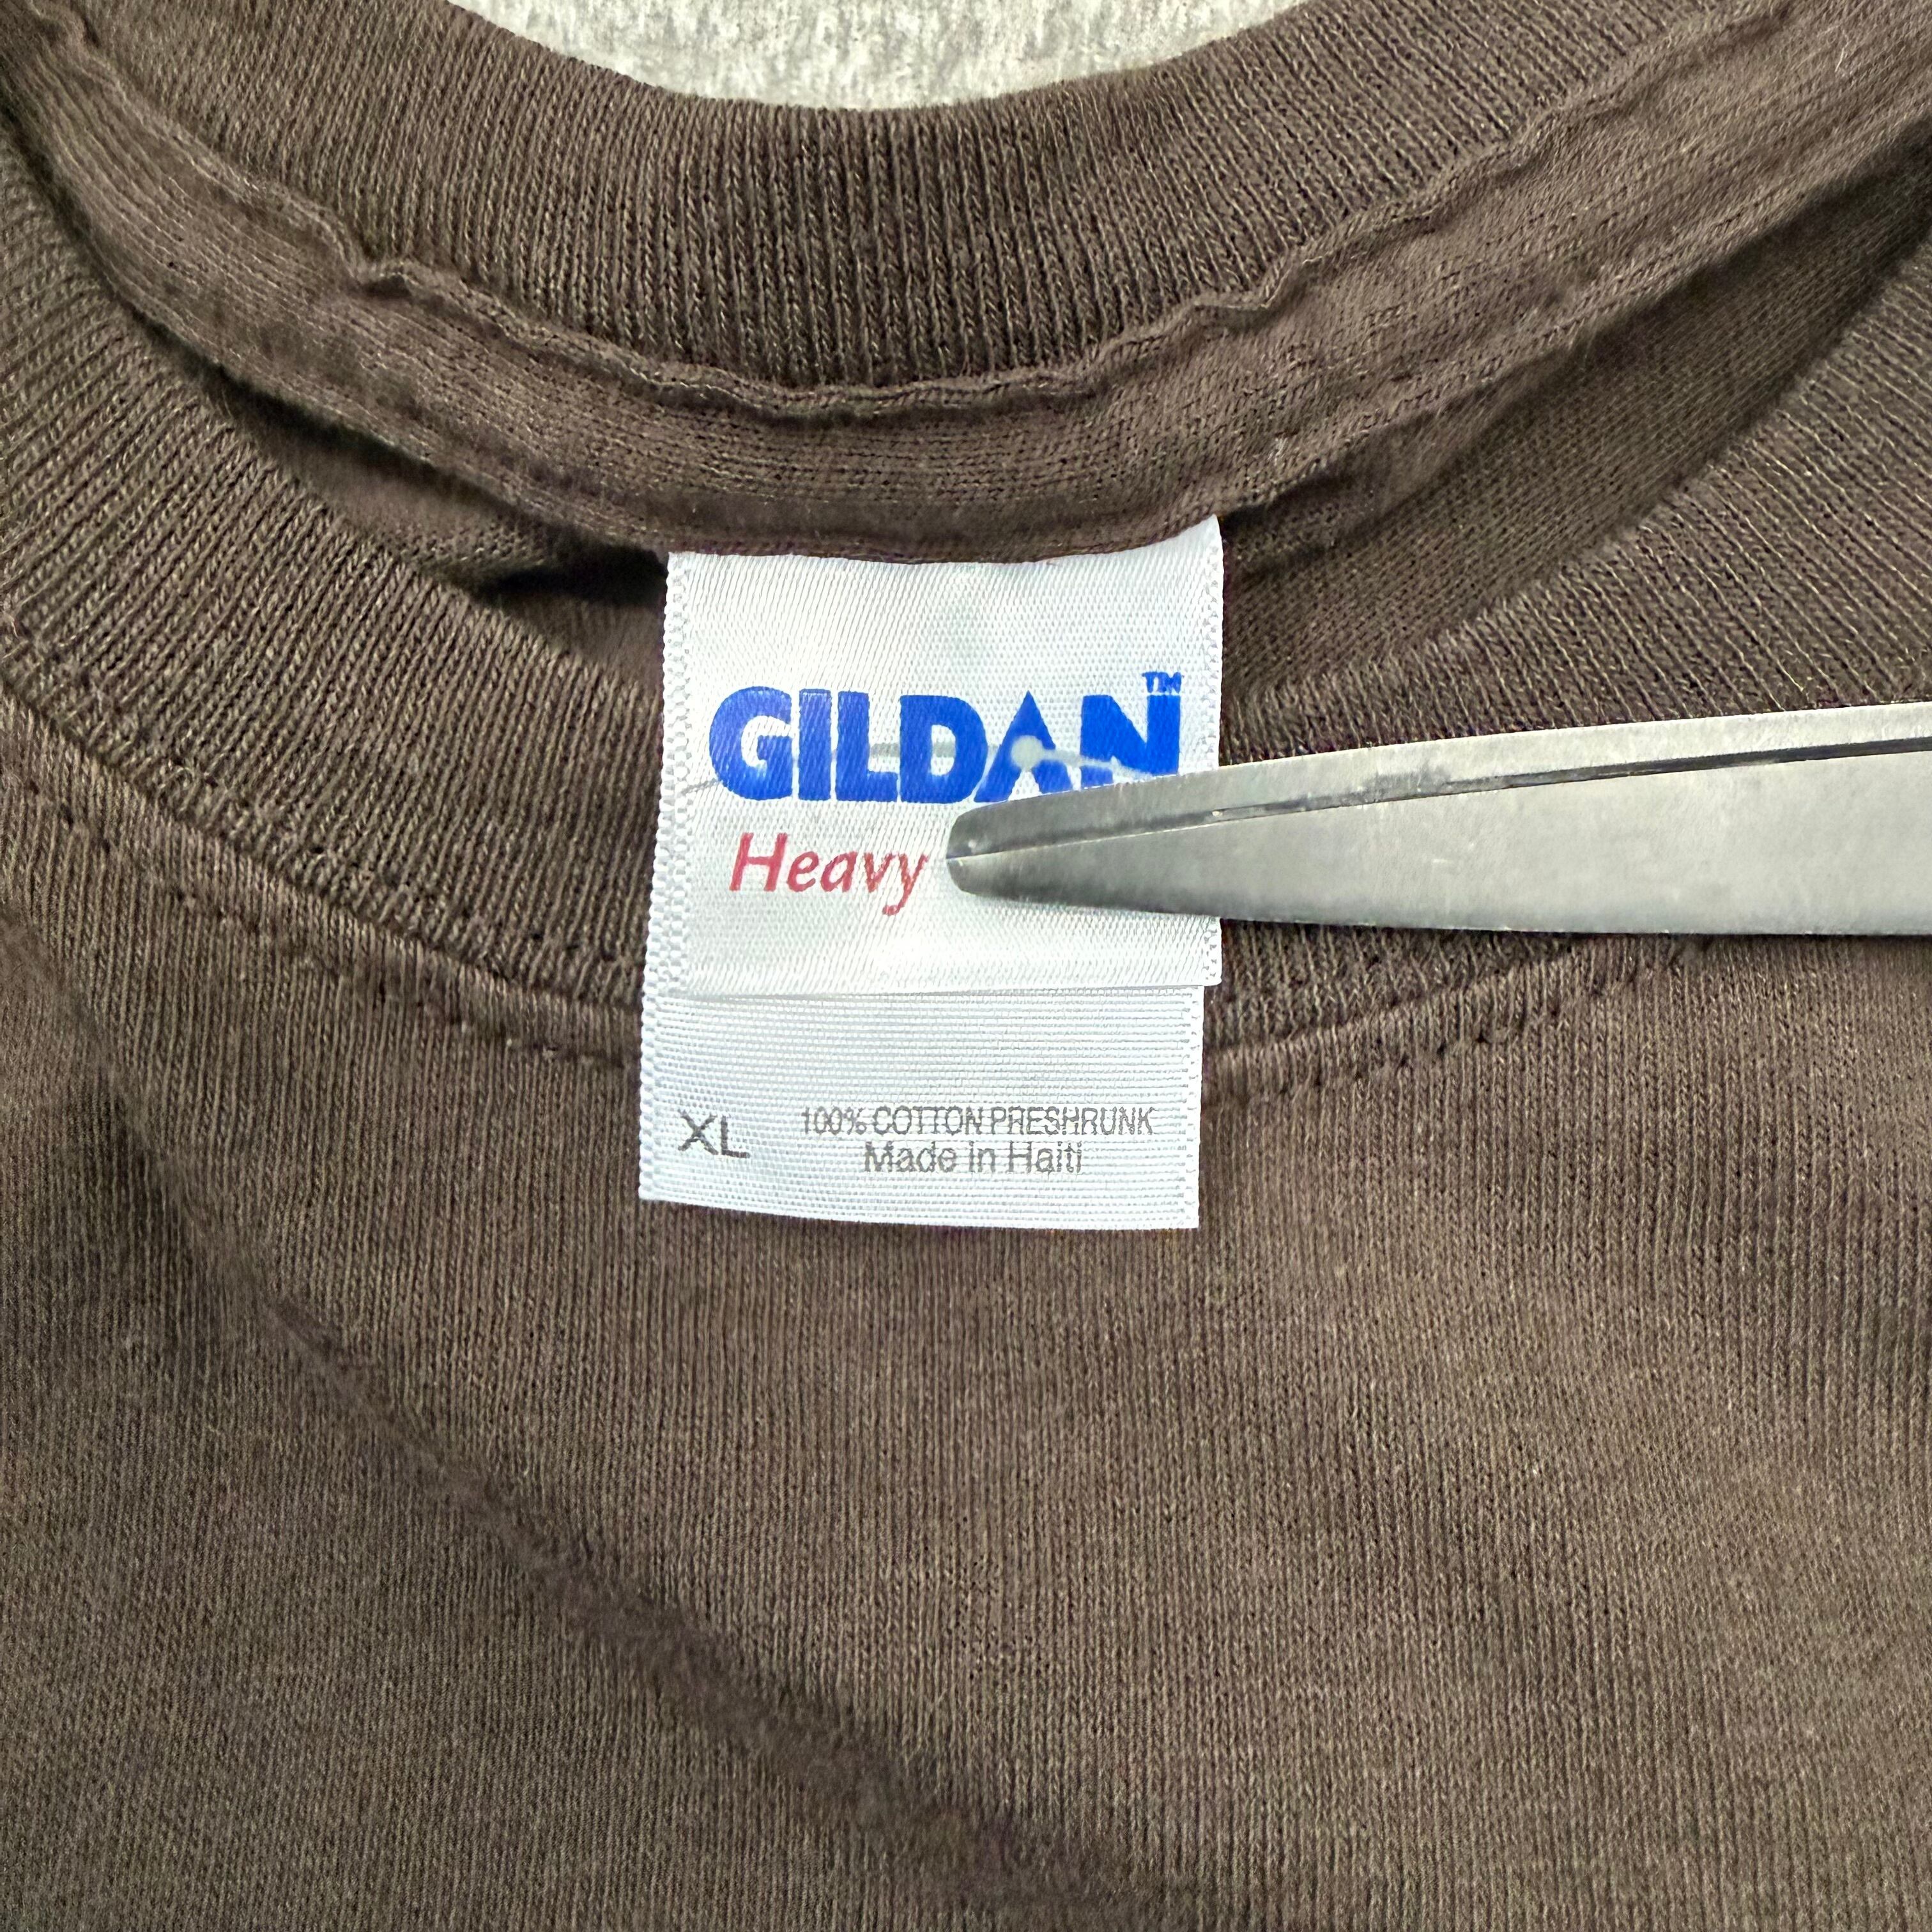 GILDAN™
Heavy
XL 100% COTTON PRESHRUNK
Made in Haiti